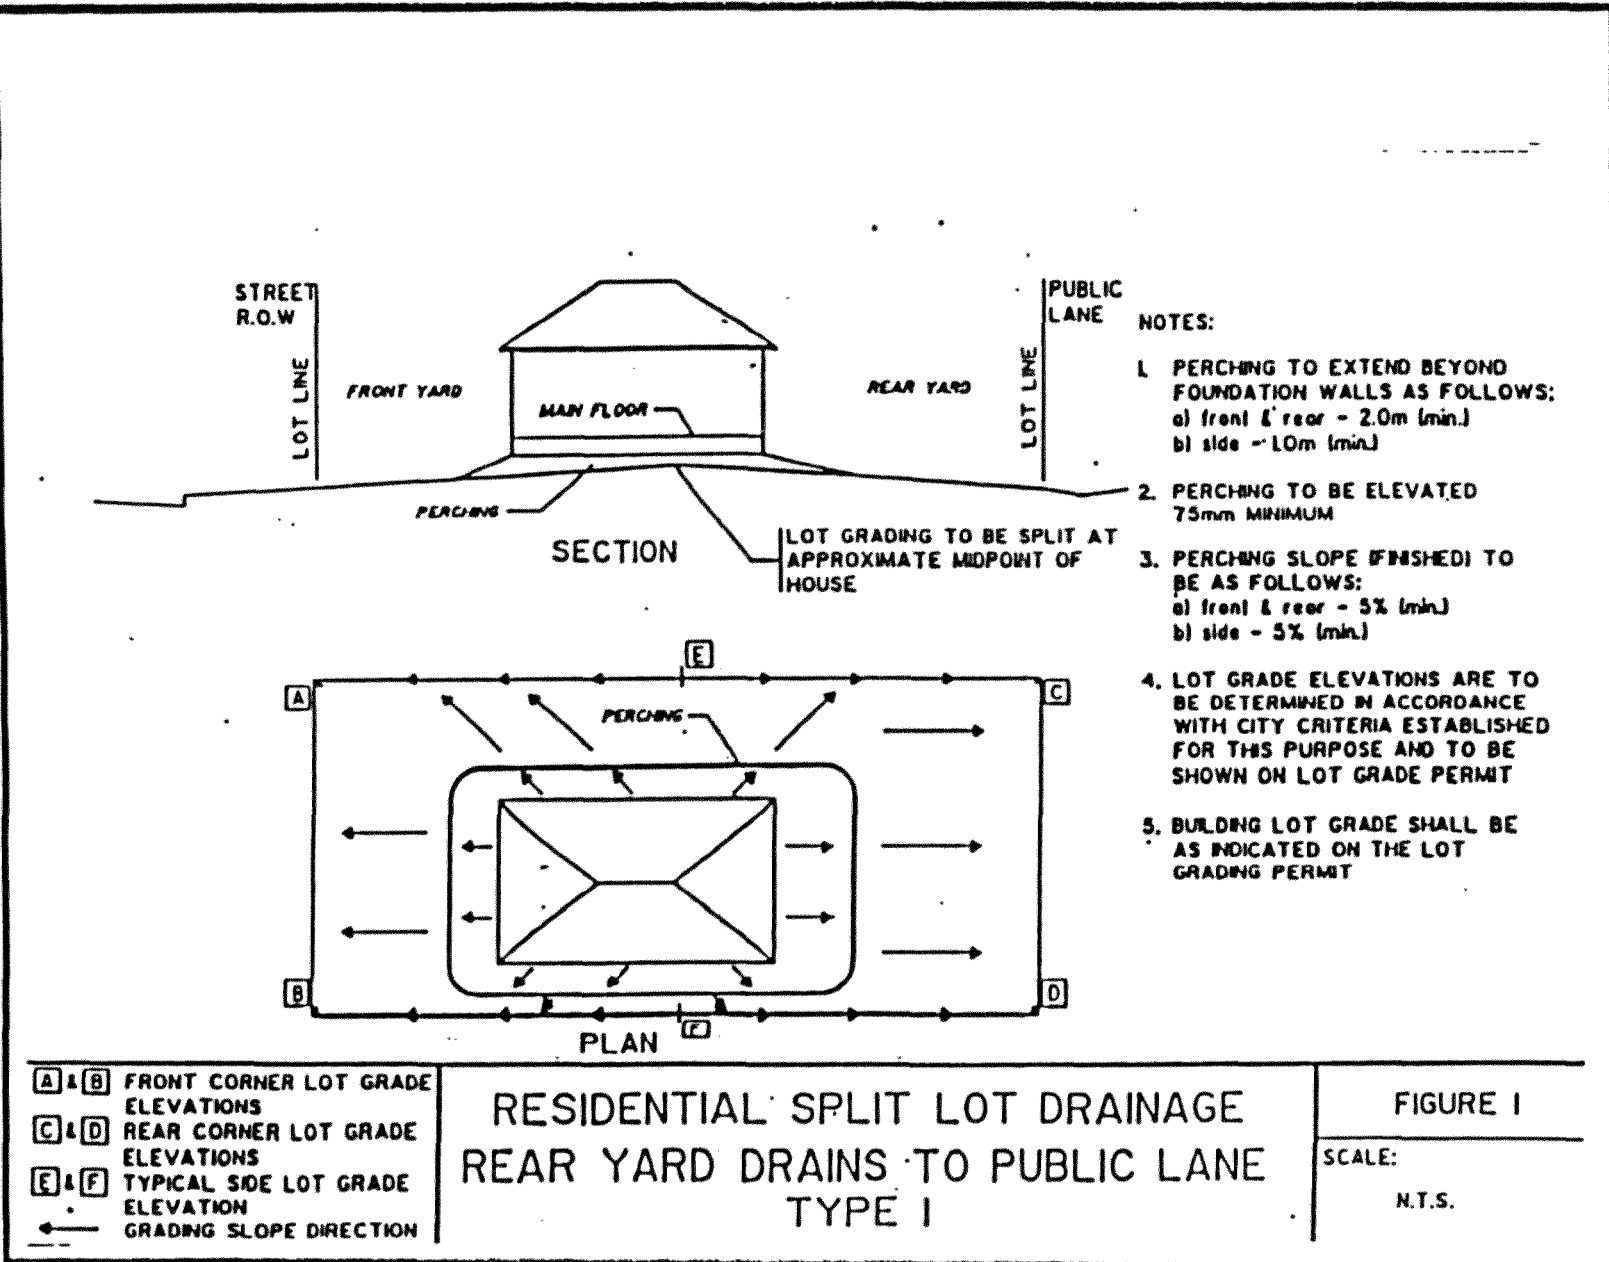 STREET
R.O.W
LOT LINE
FRONT YARD
MAIN FLOOR
REAR YARD
LOT LINE
PUBLIC
LANE
PERCHING
SECTION
LOT GRADING TO BE SPLIT AT
APPROXIMATE MIDPOINT OF
HOUSE
NOTES:
1. PERCHING TO EXTEND BEYOND
FOUNDATION WALLS AS FOLLOWS:
a) front & rear - 2.0m (min.)
b) side - 1.0m (min.)
2. PERCHING TO BE ELEVATED
75mm MINIMUM
3. PERCHING SLOPE (FINISHED) TO
BE AS FOLLOWS:
a) front & rear - 5% (min.)
b) side - 5% (min.)
4. LOT GRADE ELEVATIONS ARE TO
BE DETERMINED IN ACCORDANCE
WITH CITY CRITERIA ESTABLISHED
FOR THIS PURPOSE AND TO BE
SHOWN ON LOT GRADE PERMIT
5. BUILDING LOT GRADE SHALL BE
AS INDICATED ON THE LOT
GRADING PERMIT
E
A
C
PERCHING
B
D
F
PLAN
A & B FRONT CORNER LOT GRADE
ELEVATIONS
C & D REAR CORNER LOT GRADE
ELEVATIONS
E & F TYPICAL SIDE LOT GRADE
ELEVATION
GRADING SLOPE DIRECTION
RESIDENTIAL SPLIT LOT DRAINAGE
REAR YARD DRAINS TO PUBLIC LANE
TYPE 1
FIGURE 1
SCALE:
N.T.S.